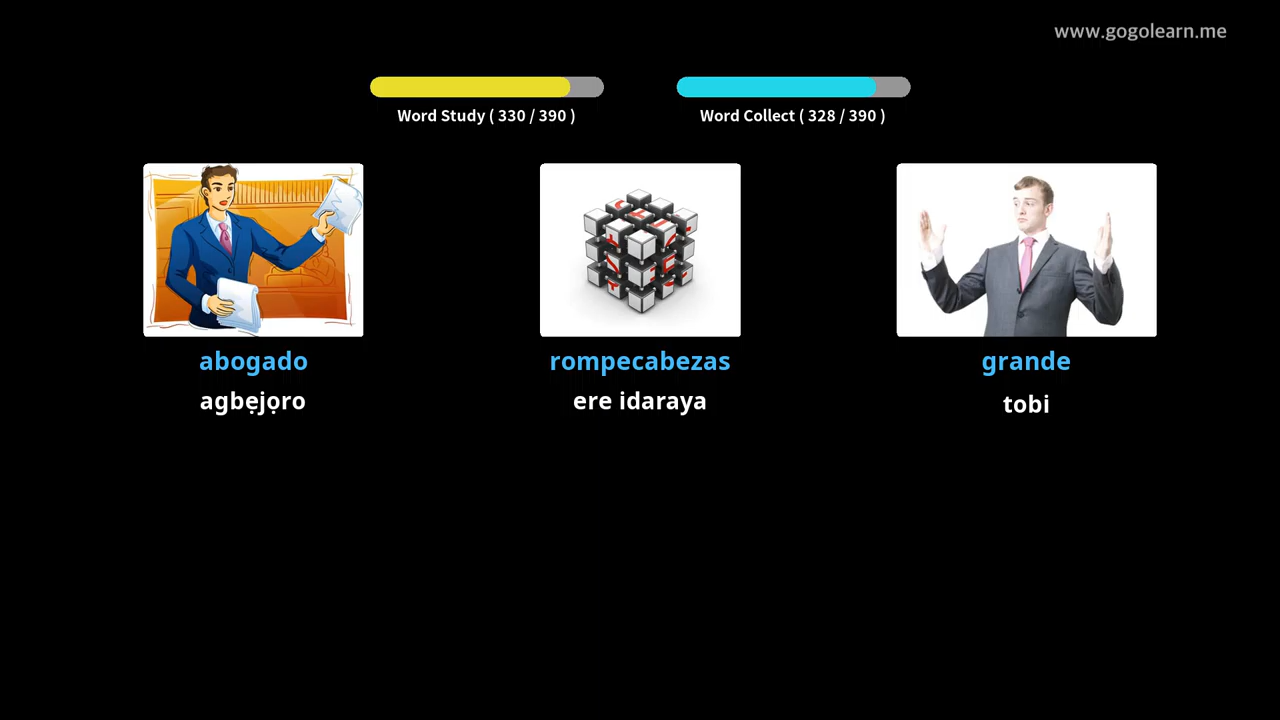 www.gogolearn.me
Word Study ( 330 / 390 )
Word Collect ( 328 / 390 )
abogado
rompecabezas
grande
agbẹjọro
ere idaraya
tobi